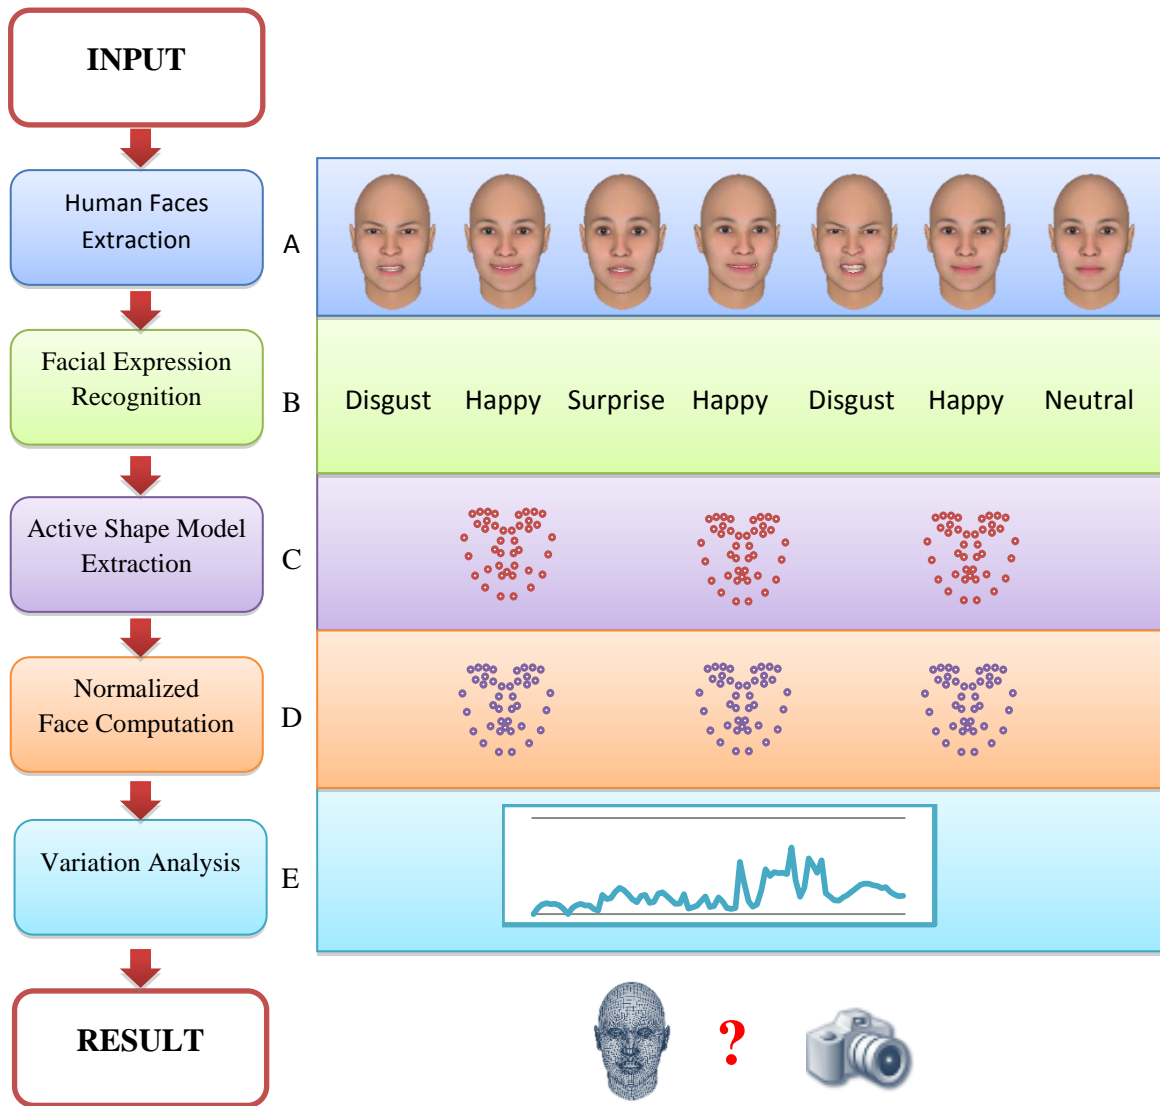 INPUT
Human Faces
Extraction
A
Facial Expression
Recognition
B
Disgust Happy Surprise Happy Disgust Happy Neutral
Active Shape Model
Extraction
C
Normalized
Face Computation
D
Variation Analysis
E
RESULT
?